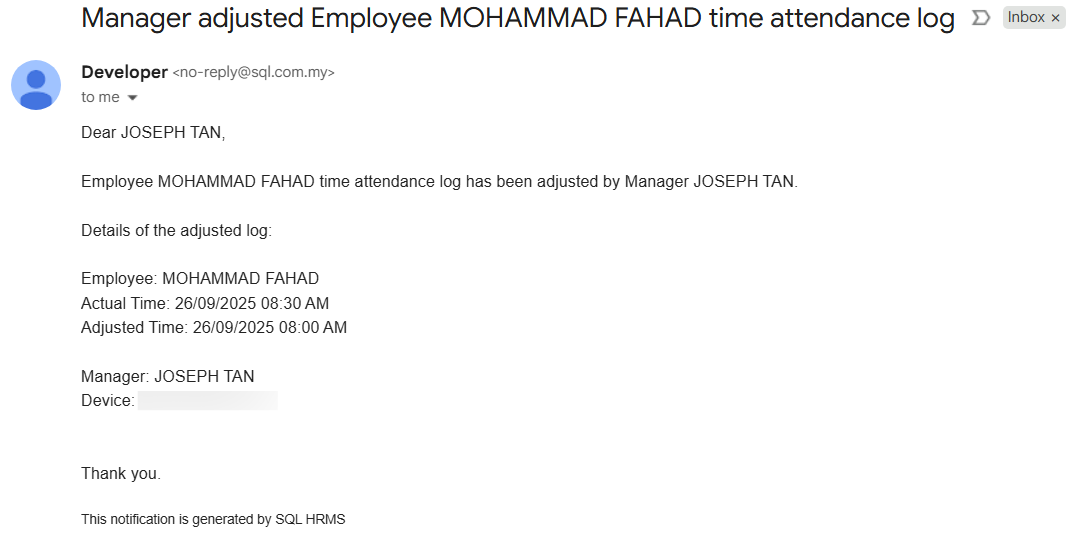 Manager adjusted Employee MOHAMMAD FAHAD time attendance log Inbox ×
Developer <no-reply@sql.com.my>
to me
Dear JOSEPH TAN,
Employee MOHAMMAD FAHAD time attendance log has been adjusted by Manager JOSEPH TAN.
Details of the adjusted log:
Employee: MOHAMMAD FAHAD
Actual Time: 26/09/2025 08:30 AM
Adjusted Time: 26/09/2025 08:00 AM
Manager: JOSEPH TAN
Device:
Thank you.
This notification is generated by SQL HRMS